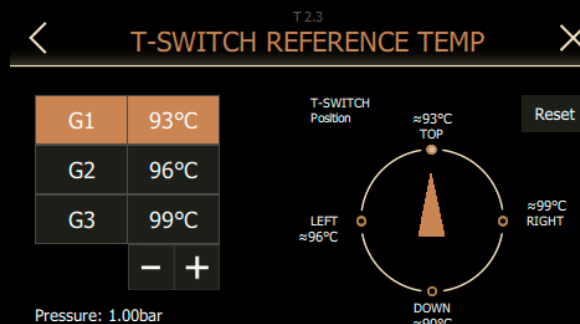 T 2.3
T-SWITCH REFERENCE TEMP
G1 93°C
G2 96°C
G3 99°C
− +
Pressure: 1.00bar
T-SWITCH
Position
≈93°C
TOP
Reset
LEFT
≈96°C
≈99°C
RIGHT
DOWN